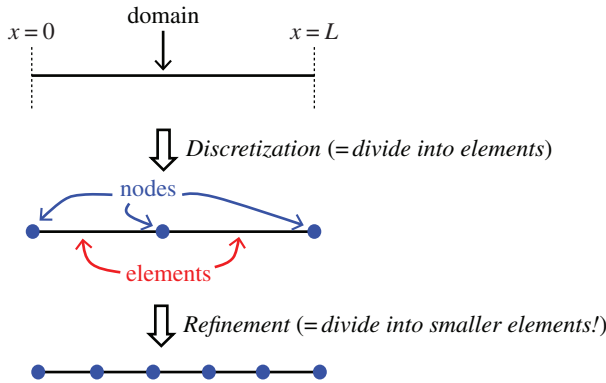 domain
x = 0
x = L
Discretization (= divide into elements)
nodes
elements
Refinement (= divide into smaller elements!)